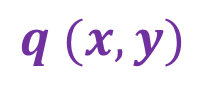 q (x, y)